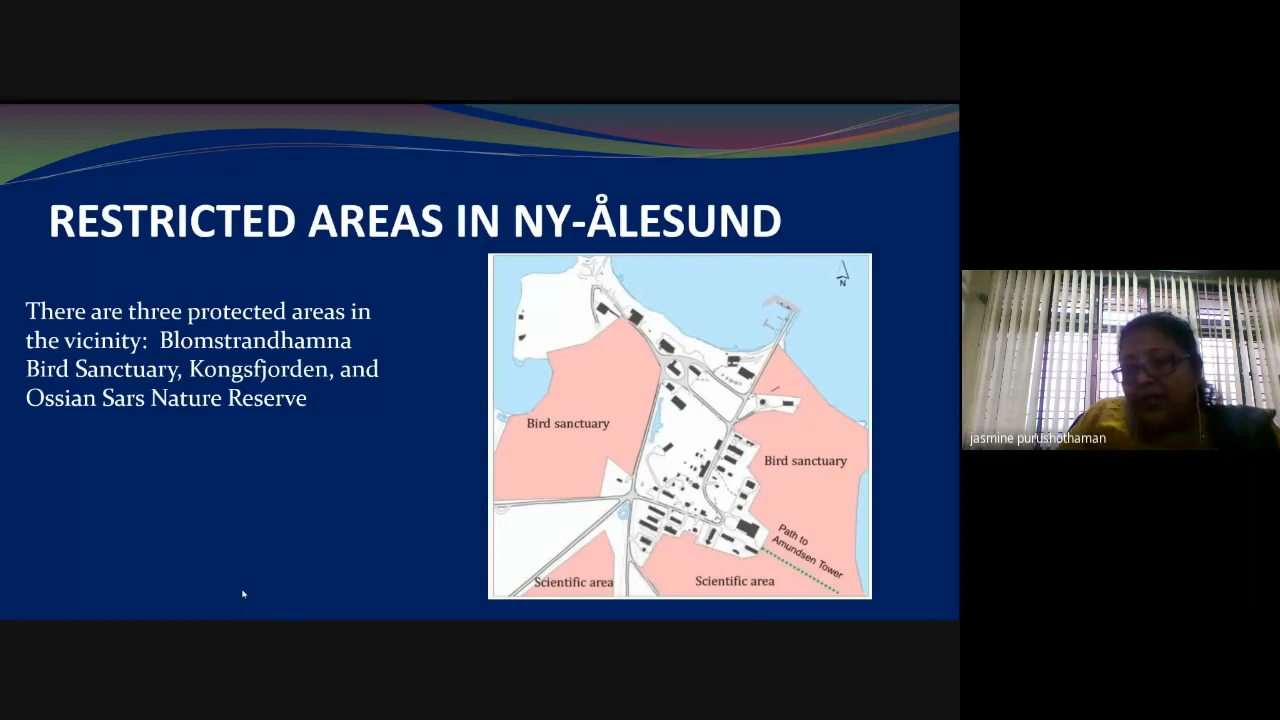 RESTRICTED AREAS IN NY-ÅLESUND
There are three protected areas in
the vicinity:  Blomstrandhamna
Bird Sanctuary, Kongsfjorden, and
Ossian Sars Nature Reserve
N
Bird sanctuary
Bird sanctuary
Path to
Amundsen Tower
Scientific area
Scientific area
jasmine purushothaman